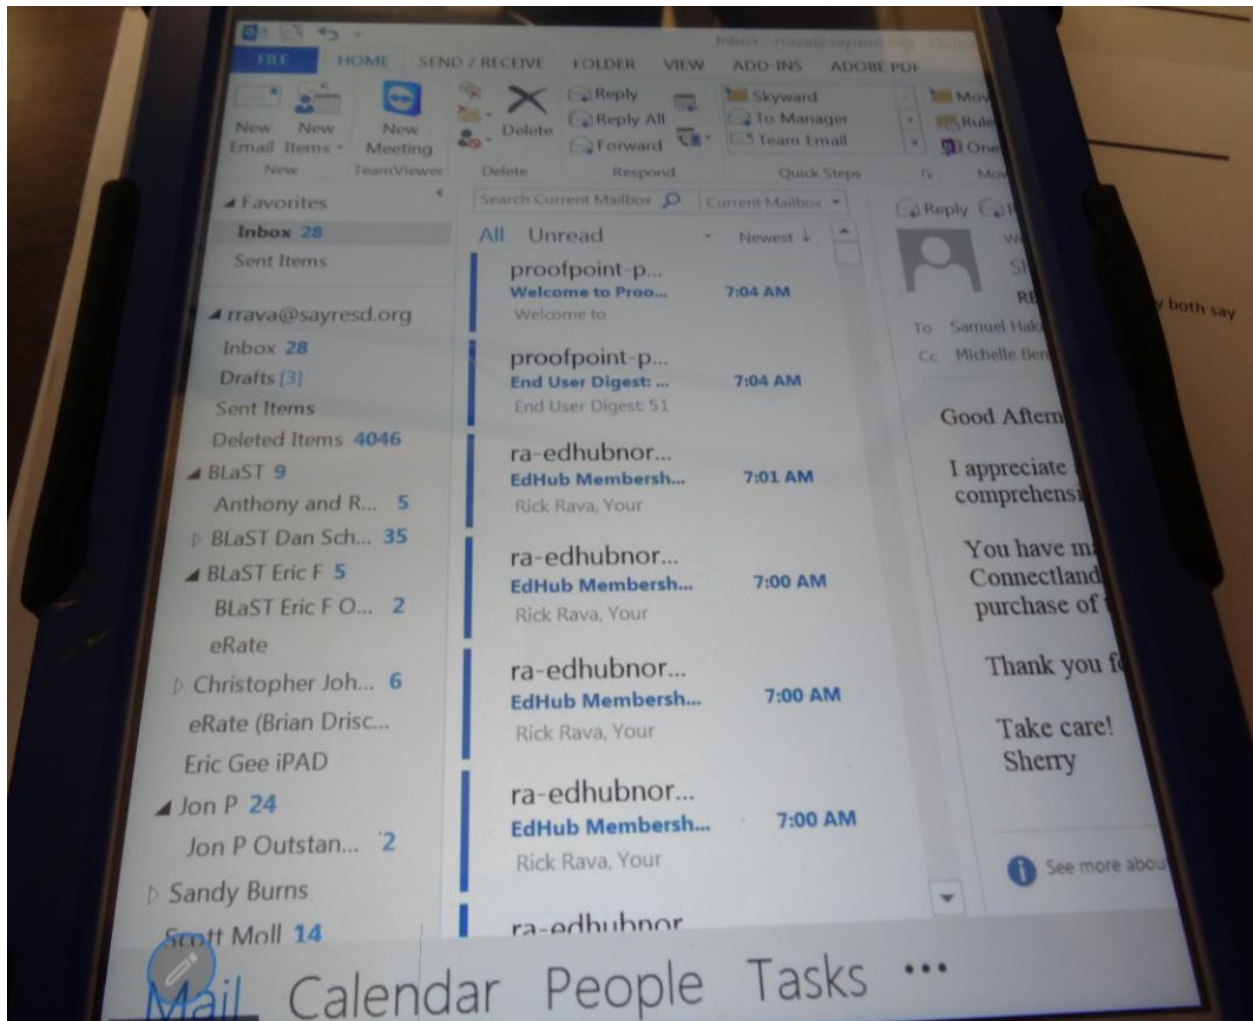 FILE HOME SEND / RECEIVE FOLDER VIEW ADD-INS ADOBE PDF
New Email
New Items
New Meeting
Delete
Reply
Reply All
Forward
Skyward
To Manager
Team Email
New TeamViewer Delete Respond Quick Steps
Favorites
Inbox 28
Sent Items
rrava@sayresd.org
Inbox 28
Drafts [3]
Sent Items
Deleted Items 4046
BLaST 9
Anthony and R... 5
BLaST Dan Sch... 35
BLaST Eric F 5
BLaST Eric F O... 2
eRate
Christopher Joh... 6
eRate (Brian Drisc...
Eric Gee iPAD
Jon P 24
Jon P Outstan... 2
Sandy Burns
Scott Moll 14
Search Current Mailbox Current Mailbox
All Unread Newest ↓
proofpoint-p...
Welcome to Proo... 7:04 AM
Welcome to
proofpoint-p...
End User Digest: ... 7:04 AM
End User Digest: 51
ra-edhubnor...
EdHub Membersh... 7:01 AM
Rick Rava, Your
ra-edhubnor...
EdHub Membersh... 7:00 AM
Rick Rava, Your
ra-edhubnor...
EdHub Membersh... 7:00 AM
Rick Rava, Your
ra-edhubnor...
EdHub Membersh... 7:00 AM
Rick Rava, Your
ra-edhubnor
Reply
To Samuel Hak
Cc Michelle Ben
Good Aftern
I appreciate
comprehensi
You have ma
Connectland
purchase of
Thank you fo
Take care!
Sherry
See more abou
both say
Mail Calendar People Tasks ...